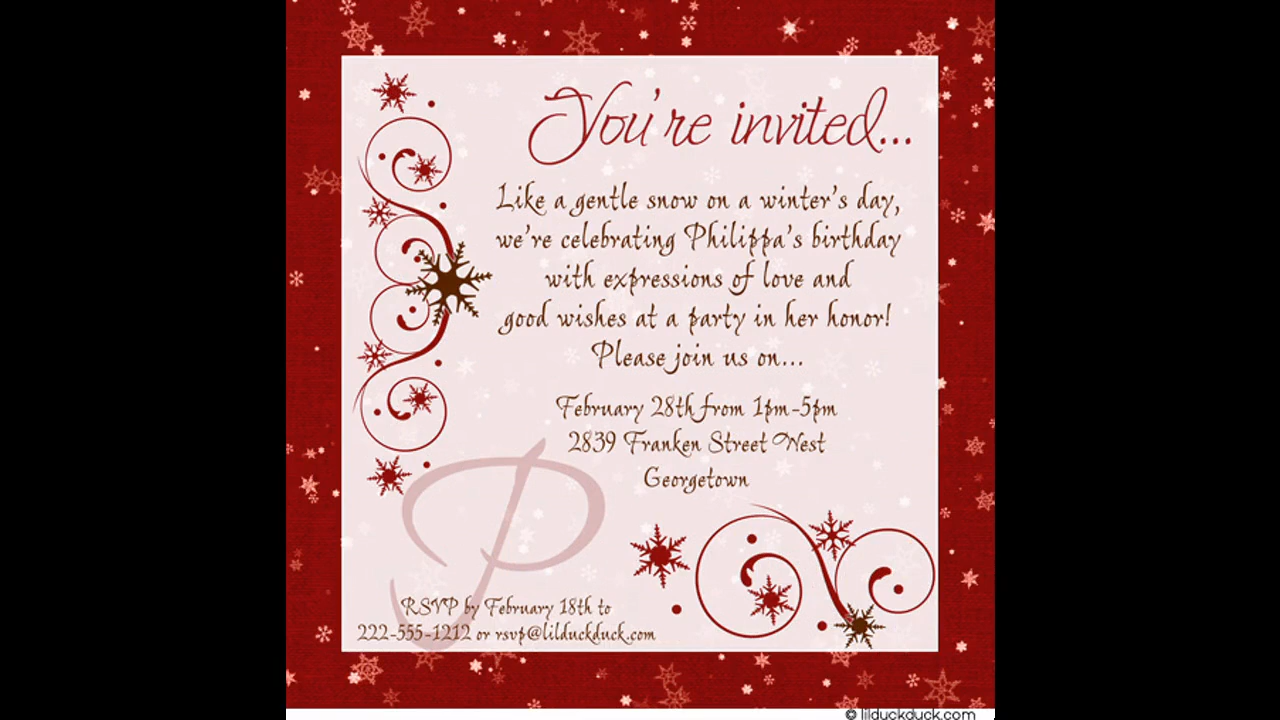 You're invited...
Like a gentle snow on a winter's day,
we're celebrating Philippa's birthday
with expressions of love and
good wishes at a party in her honor!
Please join us on...
February 28th from 1pm-5pm
2839 Franken Street West
Georgetown
P
RSVP by February 18th to
222-555-1212 or rsvp@lilduckduck.com
© lilduckduck.com